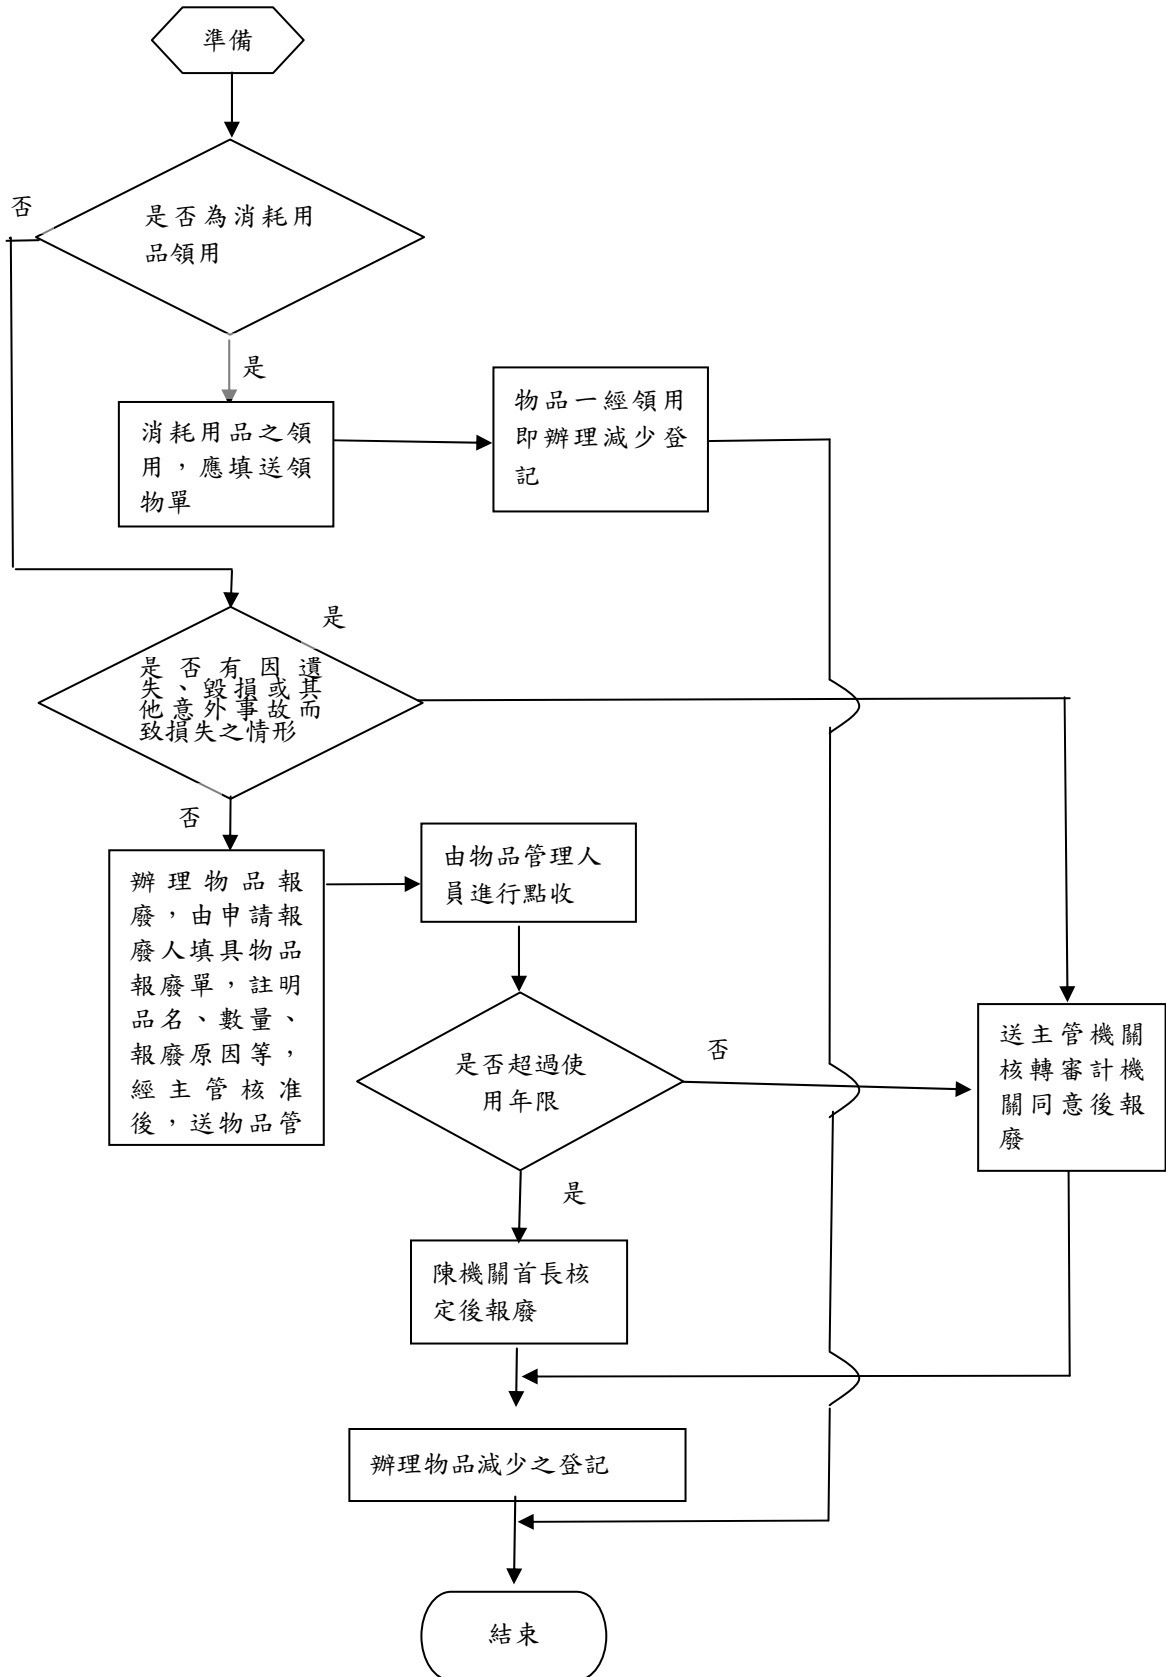 準備
否
是否為消耗用
品領用
是
消耗用品之領
用，應填送領
物單
物品一經領用
即辦理減少登
記
是
是否有因遺
失、毀損或其
他意外事故而
致損失之情形
否
辦理物品報
廢，由申請報
廢人填具物品
報廢單，註明
品名、數量、
報廢原因等，
經主管核准
後，送物品管
由物品管理人
員進行點收
是否超過使
用年限
否
送主管機關
核轉審計機
關同意後報
廢
是
陳機關首長核
定後報廢
辦理物品減少之登記
結束